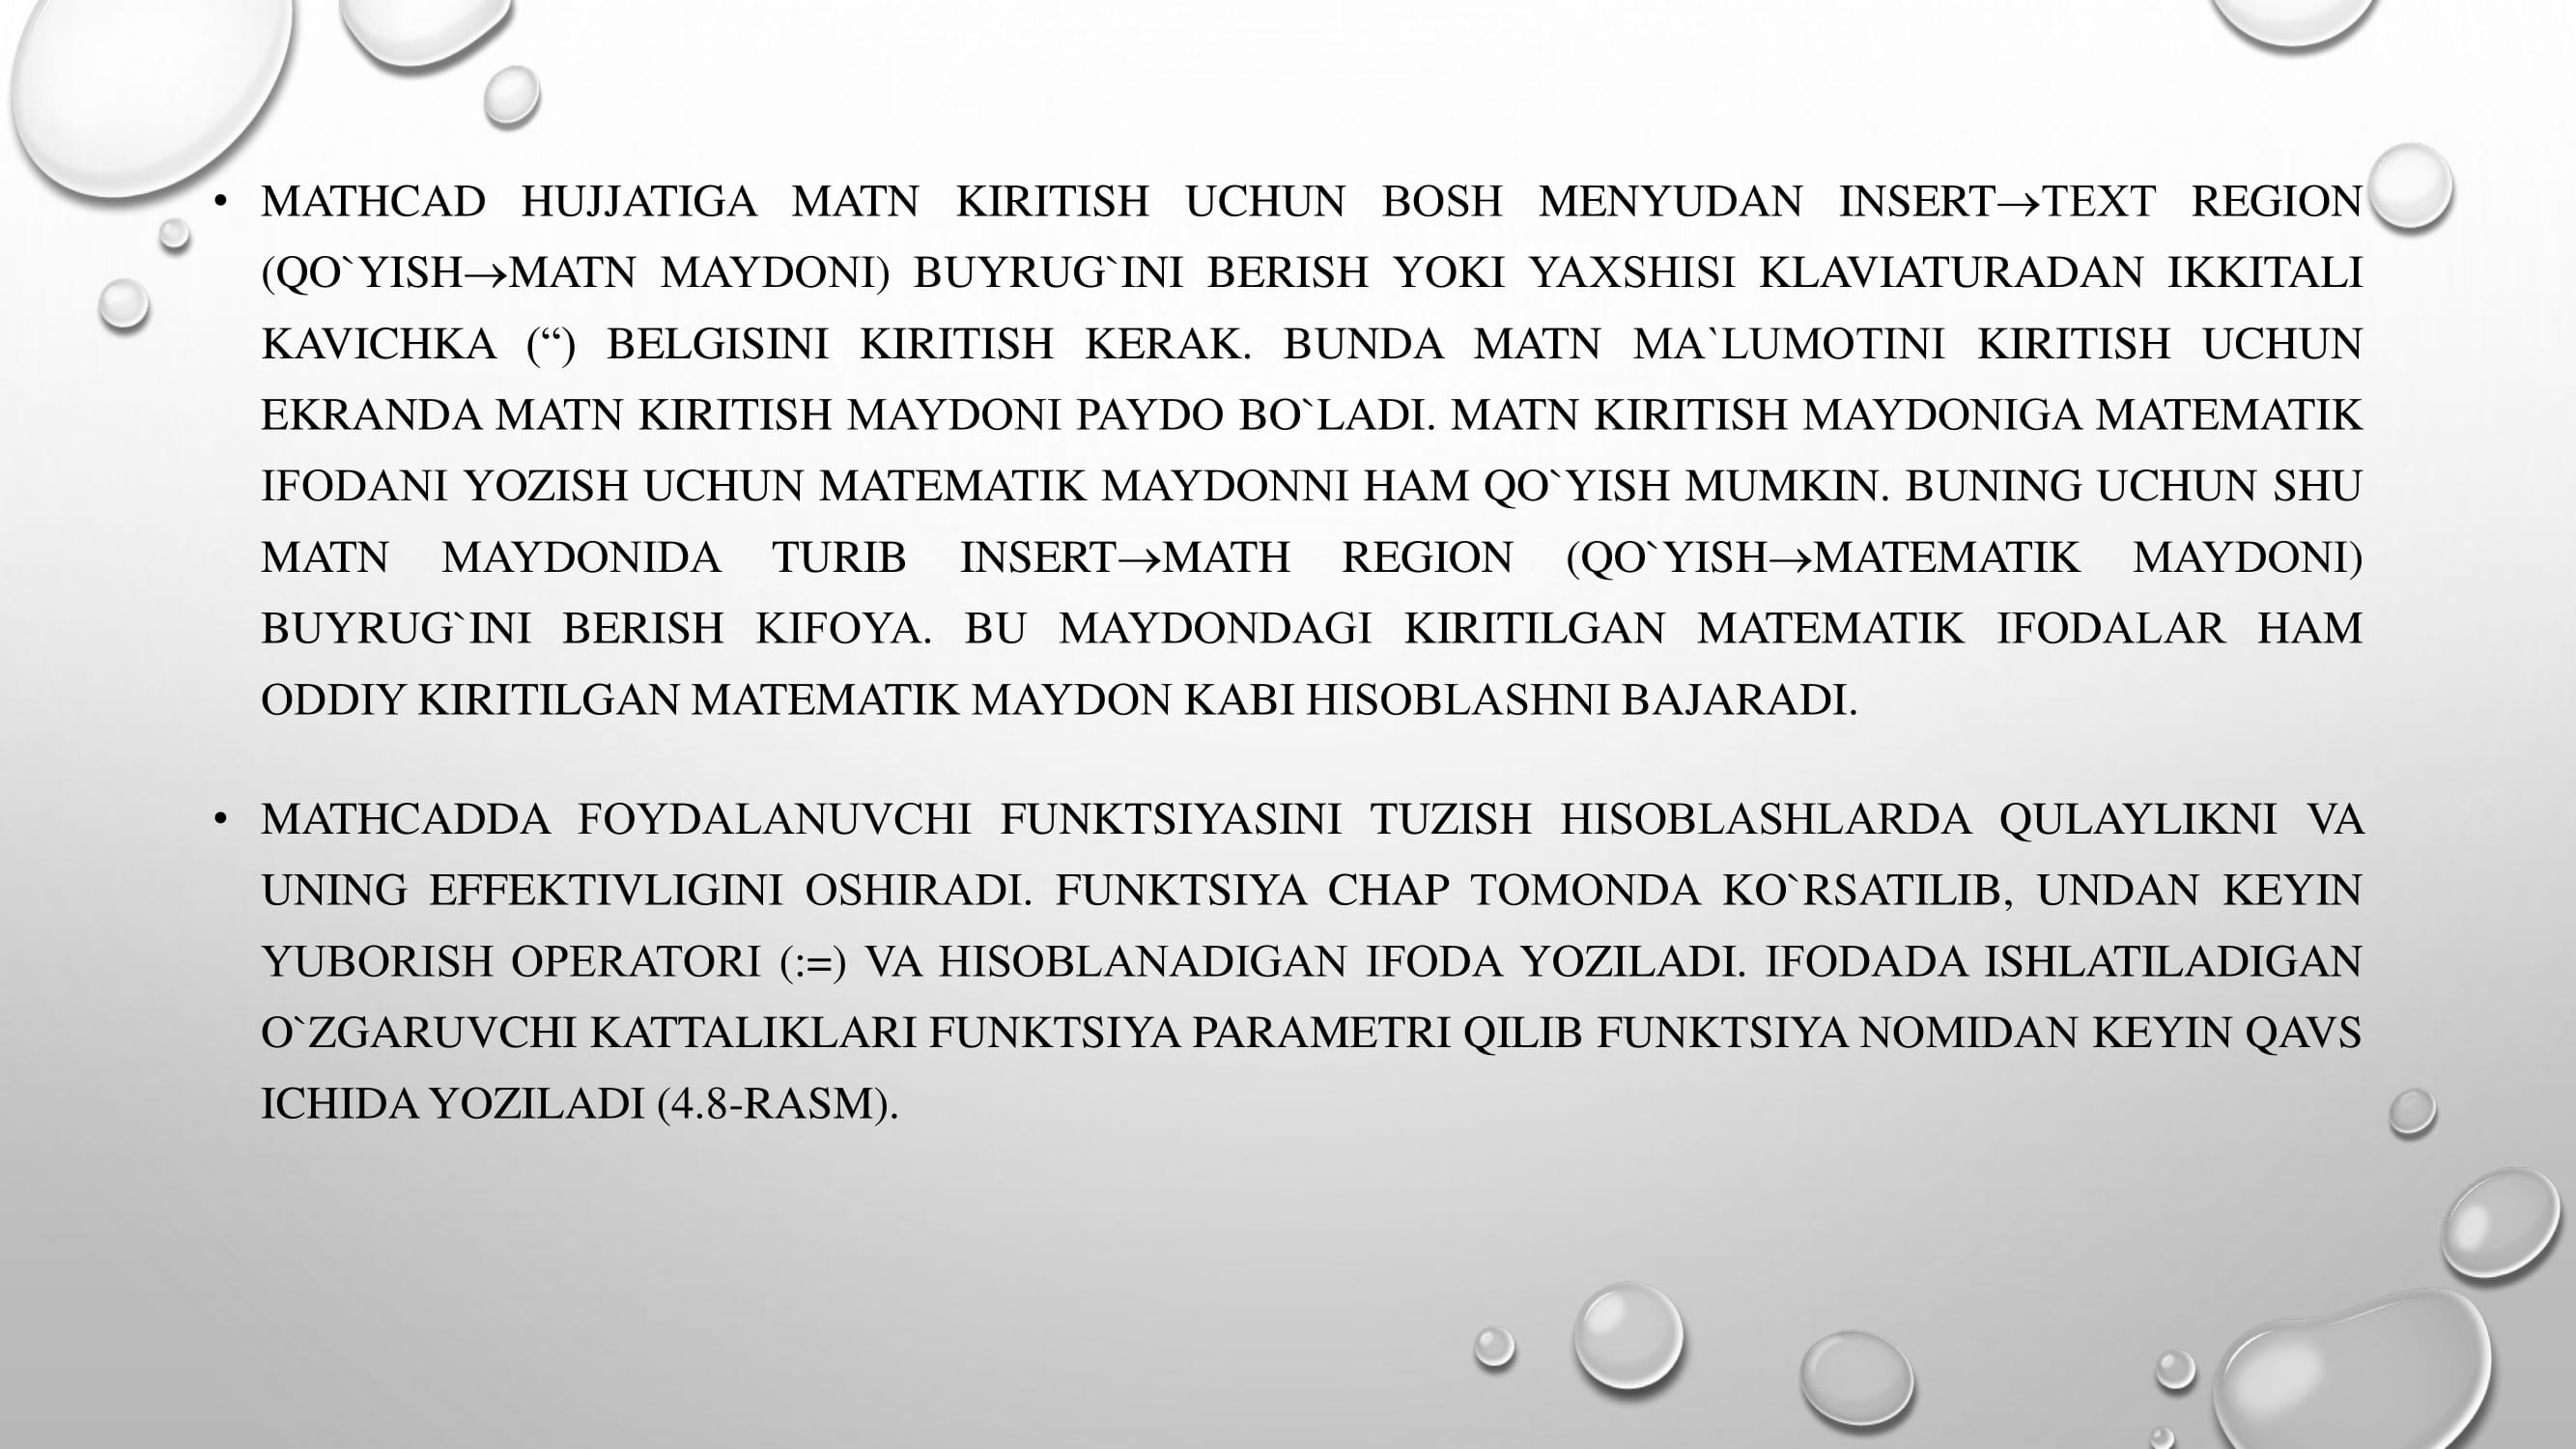 • MATHCAD HUJJATIGA MATN KIRITISH UCHUN BOSH MENYUDAN INSERT→TEXT REGION
(QO`YISH→MATN MAYDONI) BUYRUG`INI BERISH YOKI YAXSHISI KLAVIATURADAN IKKITALI
KAVICHKA (“) BELGISINI KIRITISH KERAK. BUNDA MATN MA`LUMOTINI KIRITISH UCHUN
EKRANDA MATN KIRITISH MAYDONI PAYDO BO`LADI. MATN KIRITISH MAYDONIGA MATEMATIK
IFODANI YOZISH UCHUN MATEMATIK MAYDONNI HAM QO`YISH MUMKIN. BUNING UCHUN SHU
MATN MAYDONIDA TURIB INSERT→MATH REGION (QO`YISH→MATEMATIK MAYDONI)
BUYRUG`INI BERISH KIFOYA. BU MAYDONDAGI KIRITILGAN MATEMATIK IFODALAR HAM
ODDIY KIRITILGAN MATEMATIK MAYDON KABI HISOBLASHNI BAJARADI.
• MATHCADDA FOYDALANUVCHI FUNKTSIYASINI TUZISH HISOBLASHLARDA QULAYLIKNI VA
UNING EFFEKTIVLIGINI OSHIRADI. FUNKTSIYA CHAP TOMONDA KO`RSATILIB, UNDAN KEYIN
YUBORISH OPERATORI (:=) VA HISOBLANADIGAN IFODA YOZILADI. IFODADA ISHLATILADIGAN
O`ZGARUVCHI KATTALIKLARI FUNKTSIYA PARAMETRI QILIB FUNKTSIYA NOMIDAN KEYIN QAVS
ICHIDA YOZILADI (4.8-RASM).